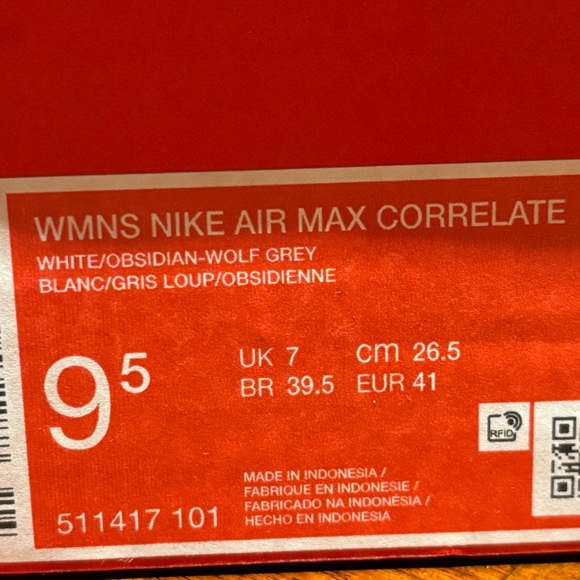 WMNS NIKE AIR MAX CORRELATE
WHITE/OBSIDIAN-WOLF GREY
BLANC/GRIS LOUP/OBSIDIENNE
9 5
UK 7 cm 26.5
BR 39.5 EUR 41
RFID
MADE IN INDONESIA /
FABRIQUE EN INDONESIE /
FABRICADO NA INDONÉSIA /
HECHO EN INDONESIA
511417 101